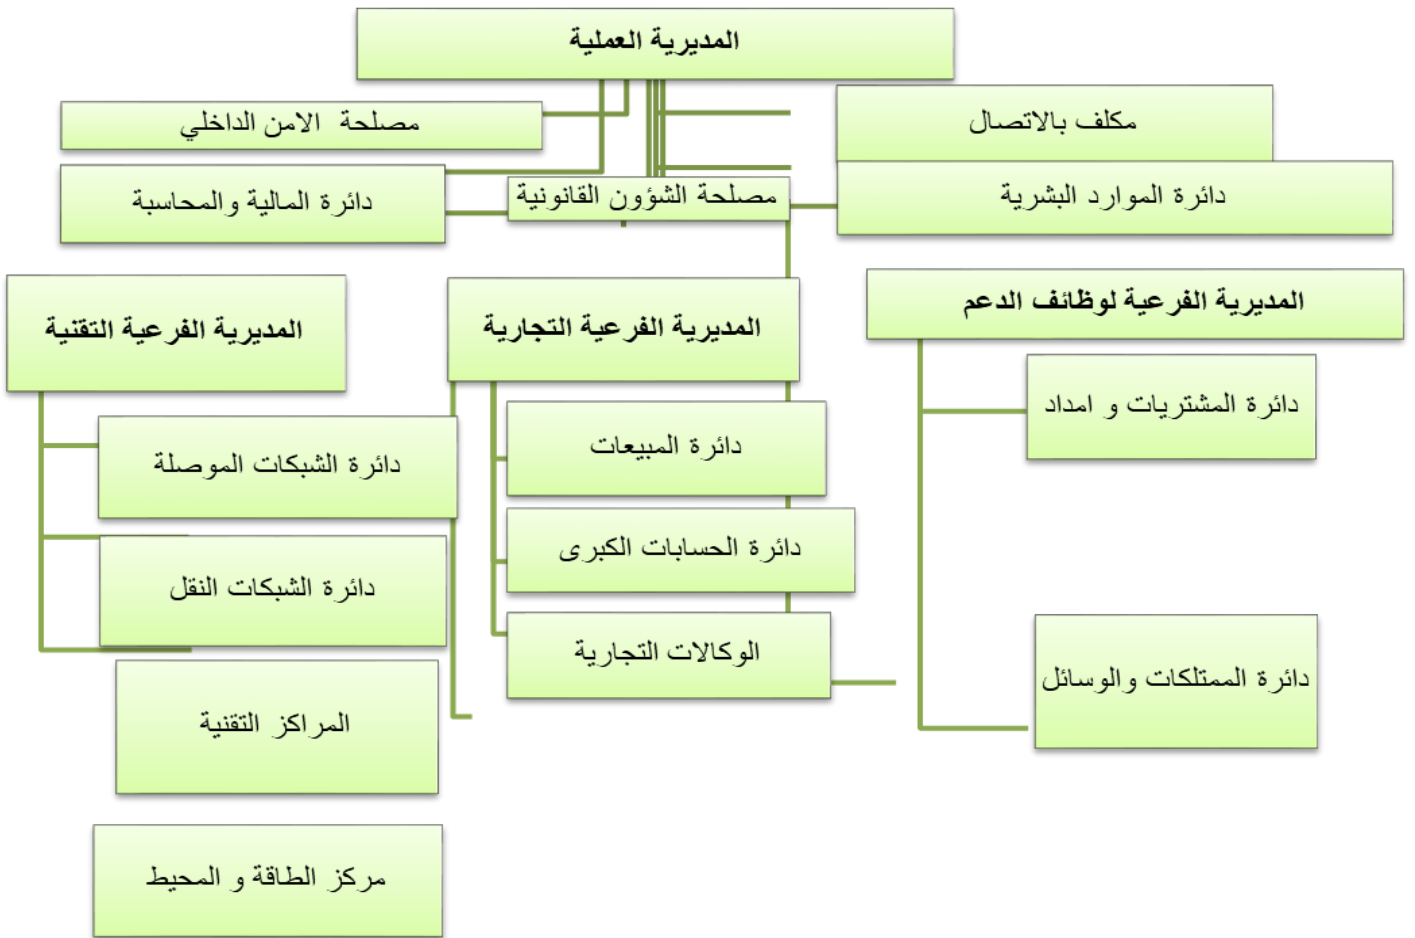 المديرية العملية
مكلف بالاتصال
مصلحة الامن الداخلي
دائرة الموارد البشرية
مصلحة الشؤون القانونية
دائرة المالية والمحاسبة
المديرية الفرعية لوظائف الدعم
المديرية الفرعية التجارية
المديرية الفرعية التقنية
دائرة المشتريات و امداد
دائرة المبيعات
دائرة الشبكات الموصلة
دائرة الحسابات الكبرى
دائرة الشبكات النقل
دائرة الممتلكات والوسائل
الوكالات التجارية
المراكز التقنية
مركز الطاقة و المحيط